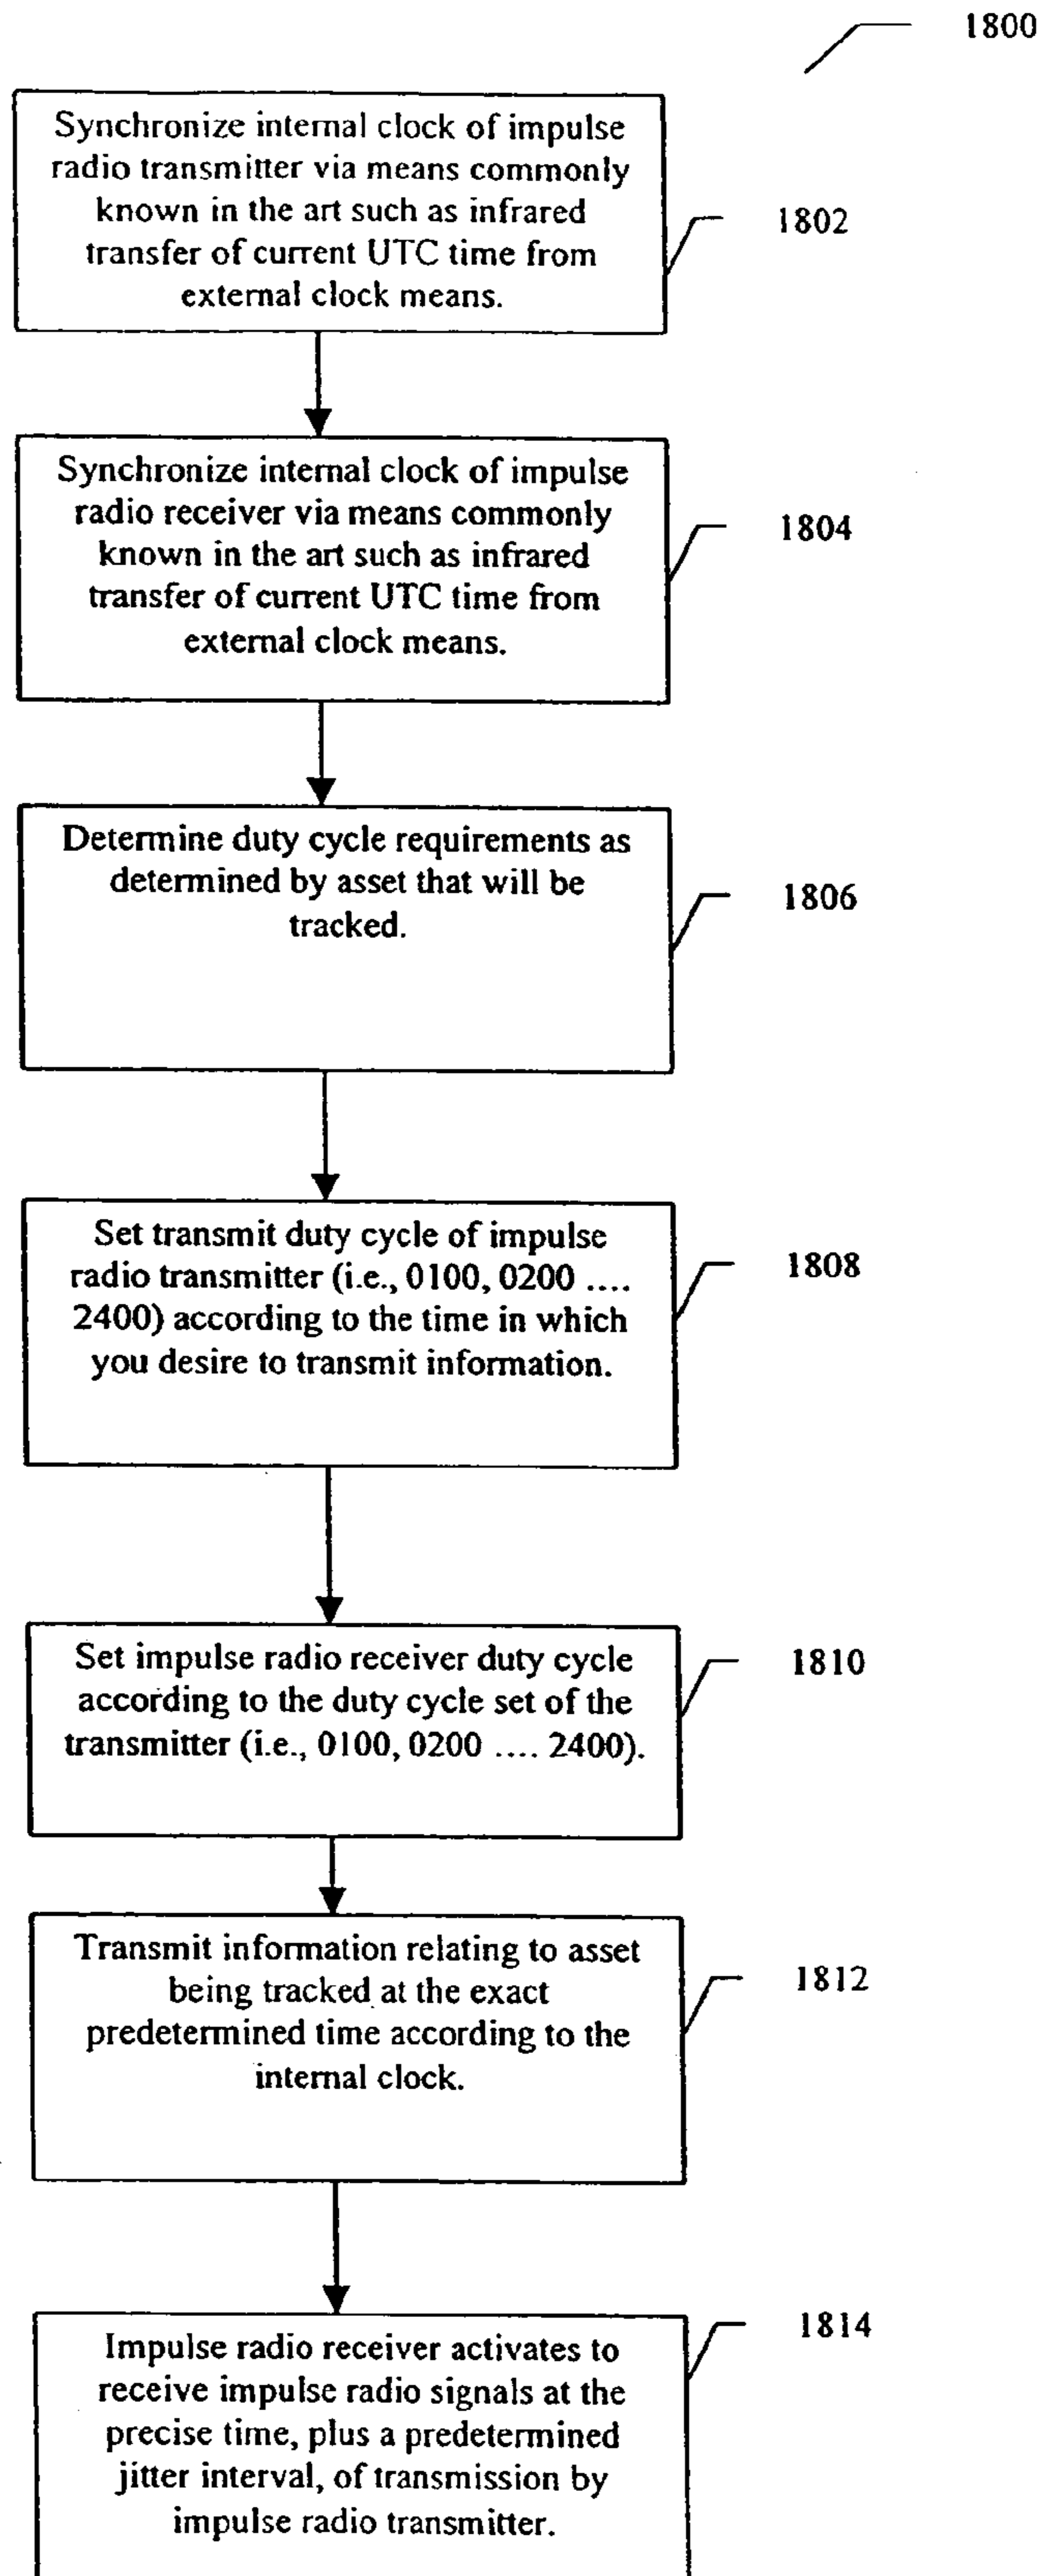 1800
Synchronize internal clock of impulse
radio transmitter via means commonly
known in the art such as infrared
transfer of current UTC time from
external clock means.
1802
Synchronize internal clock of impulse
radio receiver via means commonly
known in the art such as infrared
transfer of current UTC time from
external clock means.
1804
Determine duty cycle requirements as
determined by asset that will be
tracked.
1806
Set transmit duty cycle of impulse
radio transmitter (i.e., 0100, 0200 ....
2400) according to the time in which
you desire to transmit information.
1808
Set impulse radio receiver duty cycle
according to the duty cycle set of the
transmitter (i.e., 0100, 0200 .... 2400).
1810
Transmit information relating to asset
being tracked at the exact
predetermined time according to the
internal clock.
1812
Impulse radio receiver activates to
receive impulse radio signals at the
precise time, plus a predetermined
jitter interval, of transmission by
impulse radio transmitter.
1814